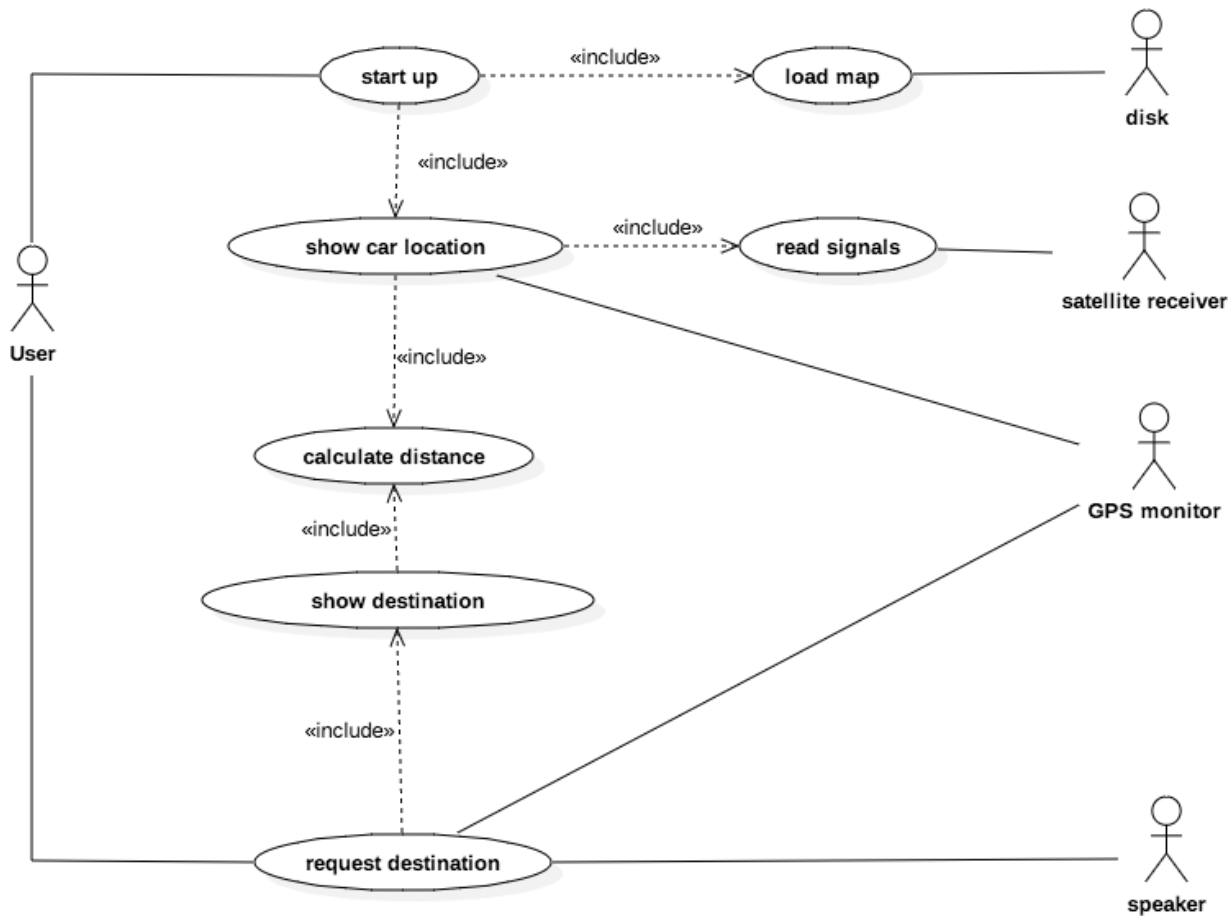 «include»
start up
load map
disk
«include»
show car location
«include»
read signals
satellite receiver
User
«include»
calculate distance
GPS monitor
«include»
show destination
«include»
request destination
speaker